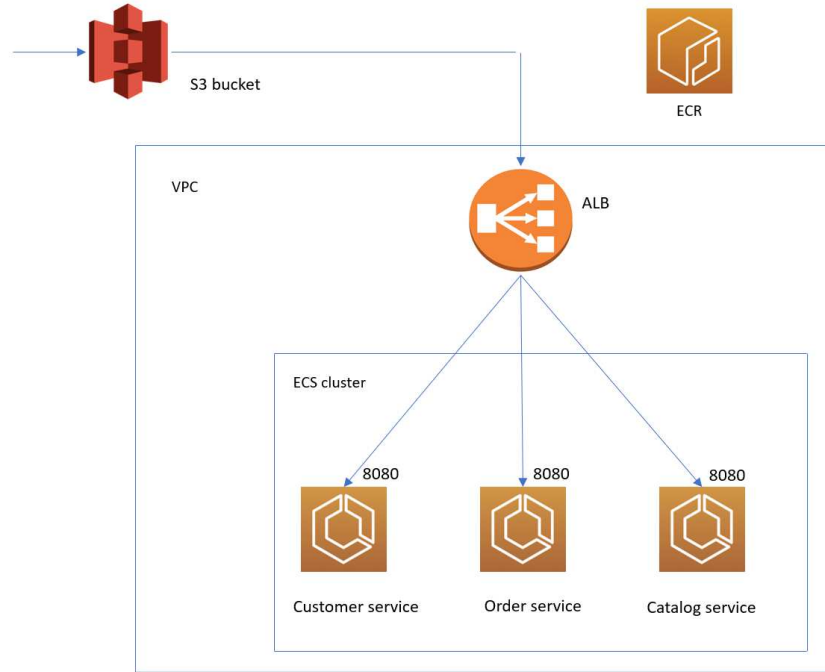 S3 bucket
ECR
VPC
ALB
ECS cluster
8080
8080
8080
Customer service
Order service
Catalog service